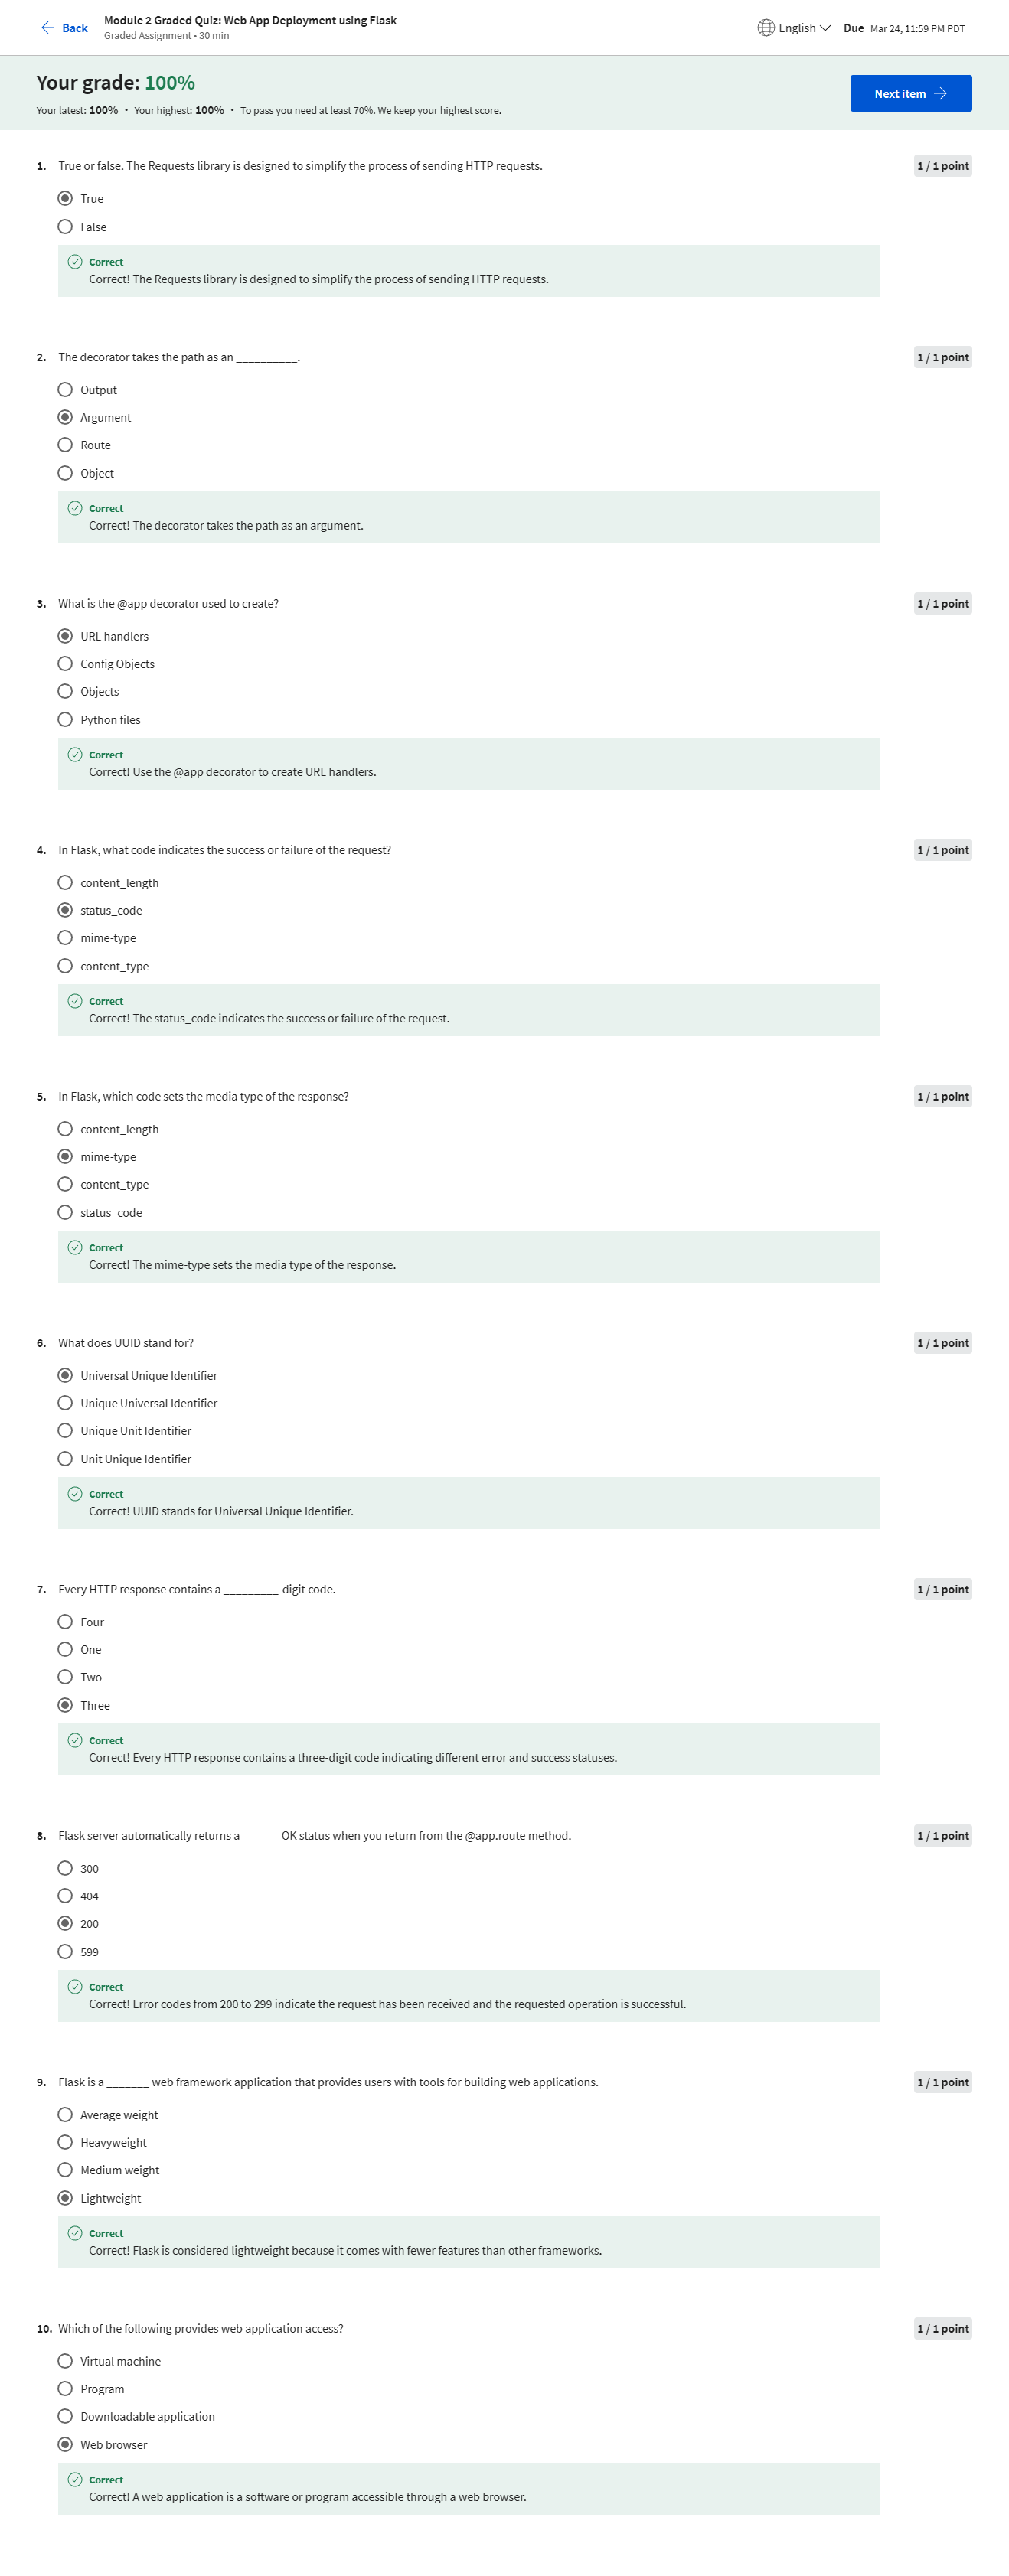 Back
Module 2 Graded Quiz: Web App Deployment using Flask
Graded Assignment • 30 min
English
Due Mar 24, 11:59 PM PDT
Your grade: 100%
Your latest: 100% • Your highest: 100% • To pass you need at least 70%. We keep your highest score.
Next item
1. True or false. The Requests library is designed to simplify the process of sending HTTP requests.
1 / 1 point
True
False
Correct
Correct! The Requests library is designed to simplify the process of sending HTTP requests.
2. The decorator takes the path as an __________.
1 / 1 point
Output
Argument
Route
Object
Correct
Correct! The decorator takes the path as an argument.
3. What is the @app decorator used to create?
1 / 1 point
URL handlers
Config Objects
Objects
Python files
Correct
Correct! Use the @app decorator to create URL handlers.
4. In Flask, what code indicates the success or failure of the request?
1 / 1 point
content_length
status_code
mime-type
content_type
Correct
Correct! The status_code indicates the success or failure of the request.
5. In Flask, which code sets the media type of the response?
1 / 1 point
content_length
mime-type
content_type
status_code
Correct
Correct! The mime-type sets the media type of the response.
6. What does UUID stand for?
1 / 1 point
Universal Unique Identifier
Unique Universal Identifier
Unique Unit Identifier
Unit Unique Identifier
Correct
Correct! UUID stands for Universal Unique Identifier.
7. Every HTTP response contains a _________-digit code.
1 / 1 point
Four
One
Two
Three
Correct
Correct! Every HTTP response contains a three-digit code indicating different error and success statuses.
8. Flask server automatically returns a ______ OK status when you return from the @app.route method.
1 / 1 point
300
404
200
599
Correct
Correct! Error codes from 200 to 299 indicate the request has been received and the requested operation is successful.
9. Flask is a _______ web framework application that provides users with tools for building web applications.
1 / 1 point
Average weight
Heavyweight
Medium weight
Lightweight
Correct
Correct! Flask is considered lightweight because it comes with fewer features than other frameworks.
10. Which of the following provides web application access?
1 / 1 point
Virtual machine
Program
Downloadable application
Web browser
Correct
Correct! A web application is a software or program accessible through a web browser.